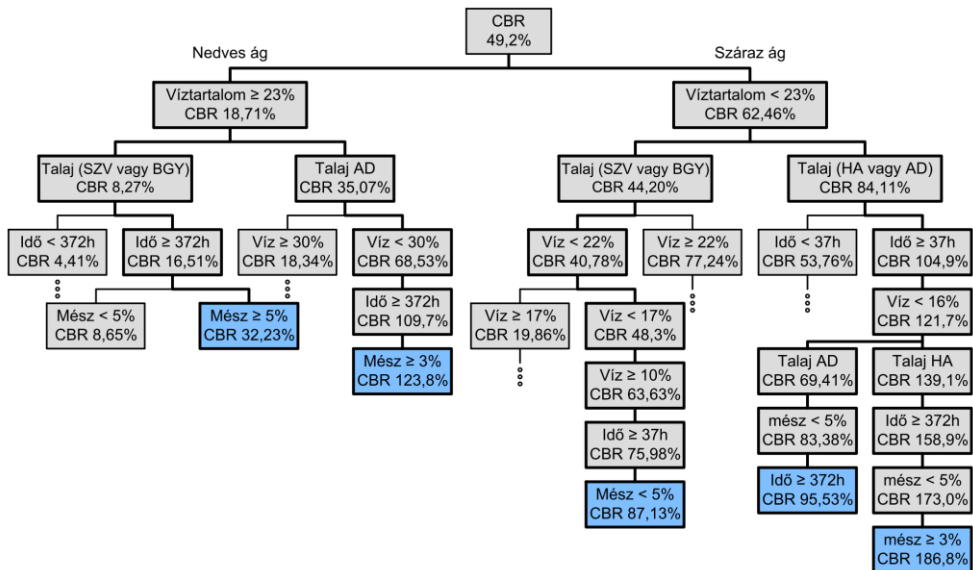 CBR
49,2%
Nedves ág
Száraz ág
Víztartalom ≥ 23%
CBR 18,71%
Víztartalom < 23%
CBR 62,46%
Talaj (SZV vagy BGY)
CBR 8,27%
Talaj AD
CBR 35,07%
Talaj (SZV vagy BGY)
CBR 44,20%
Talaj (HA vagy AD)
CBR 84,11%
Idő < 372h
CBR 4,41%
Idő ≥ 372h
CBR 16,51%
Víz ≥ 30%
CBR 18,34%
Víz < 30%
CBR 68,53%
Víz < 22%
CBR 40,78%
Víz ≥ 22%
CBR 77,24%
Idő < 37h
CBR 53,76%
Idő ≥ 37h
CBR 104,9%
Mész < 5%
CBR 8,65%
Mész ≥ 5%
CBR 32,23%
Idő ≥ 372h
CBR 109,7%
Víz ≥ 17%
CBR 19,86%
Víz < 17%
CBR 48,3%
Víz < 16%
CBR 121,7%
Mész ≥ 3%
CBR 123,8%
Víz ≥ 10%
CBR 63,63%
Talaj AD
CBR 69,41%
Talaj HA
CBR 139,1%
Idő ≥ 37h
CBR 75,98%
mész < 5%
CBR 83,38%
Idő ≥ 372h
CBR 158,9%
Mész < 5%
CBR 87,13%
Idő ≥ 372h
CBR 95,53%
mész < 5%
CBR 173,0%
mész ≥ 3%
CBR 186,8%